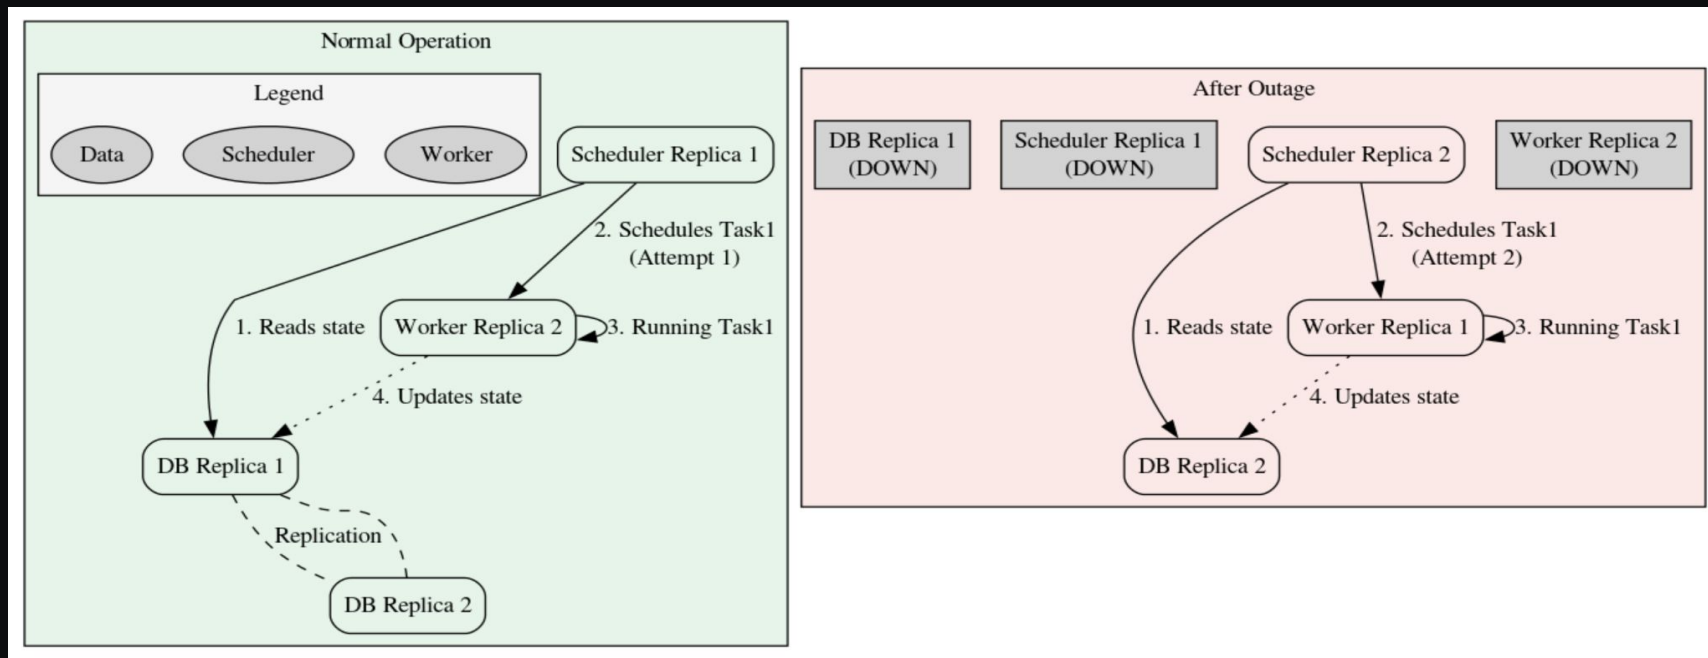 Normal Operation
Legend
Data
Scheduler
Worker
Scheduler Replica 1
2. Schedules Task1
(Attempt 1)
1. Reads state
Worker Replica 2
3. Running Task1
4. Updates state
DB Replica 1
Replication
DB Replica 2
After Outage
DB Replica 1
(DOWN)
Scheduler Replica 1
(DOWN)
Scheduler Replica 2
Worker Replica 2
(DOWN)
2. Schedules Task1
(Attempt 2)
1. Reads state
Worker Replica 1
3. Running Task1
4. Updates state
DB Replica 2